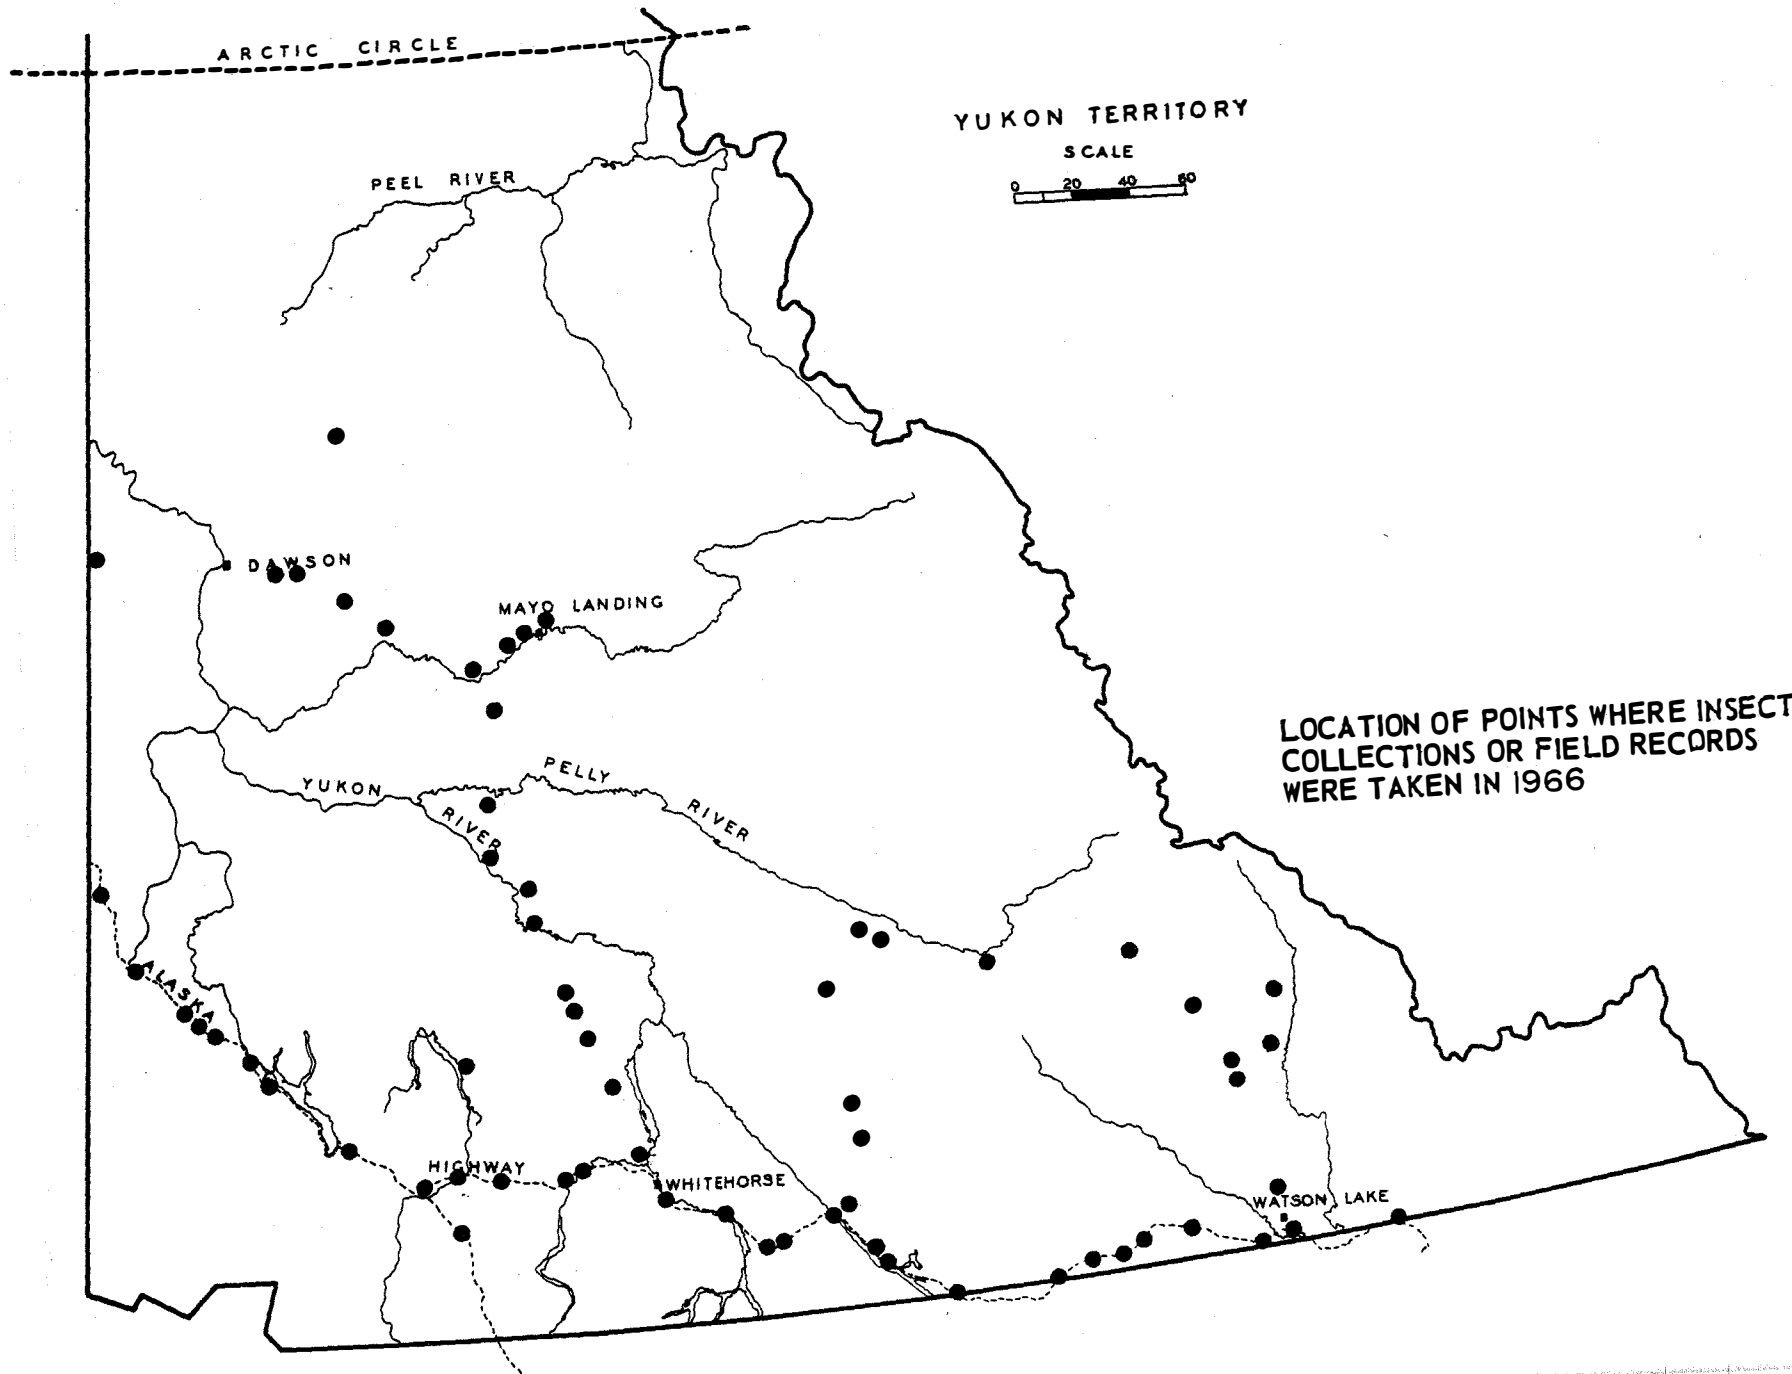 ARCTIC CIRCLE
YUKON TERRITORY
SCALE
0 20 40 60
PEEL RIVER
DAWSON
MAYO LANDING
LOCATION OF POINTS WHERE INSECT
COLLECTIONS OR FIELD RECORDS
WERE TAKEN IN 1966
YUKON RIVER
PELLY RIVER
ALASKA HIGHWAY
WHITEHORSE
WATSON LAKE